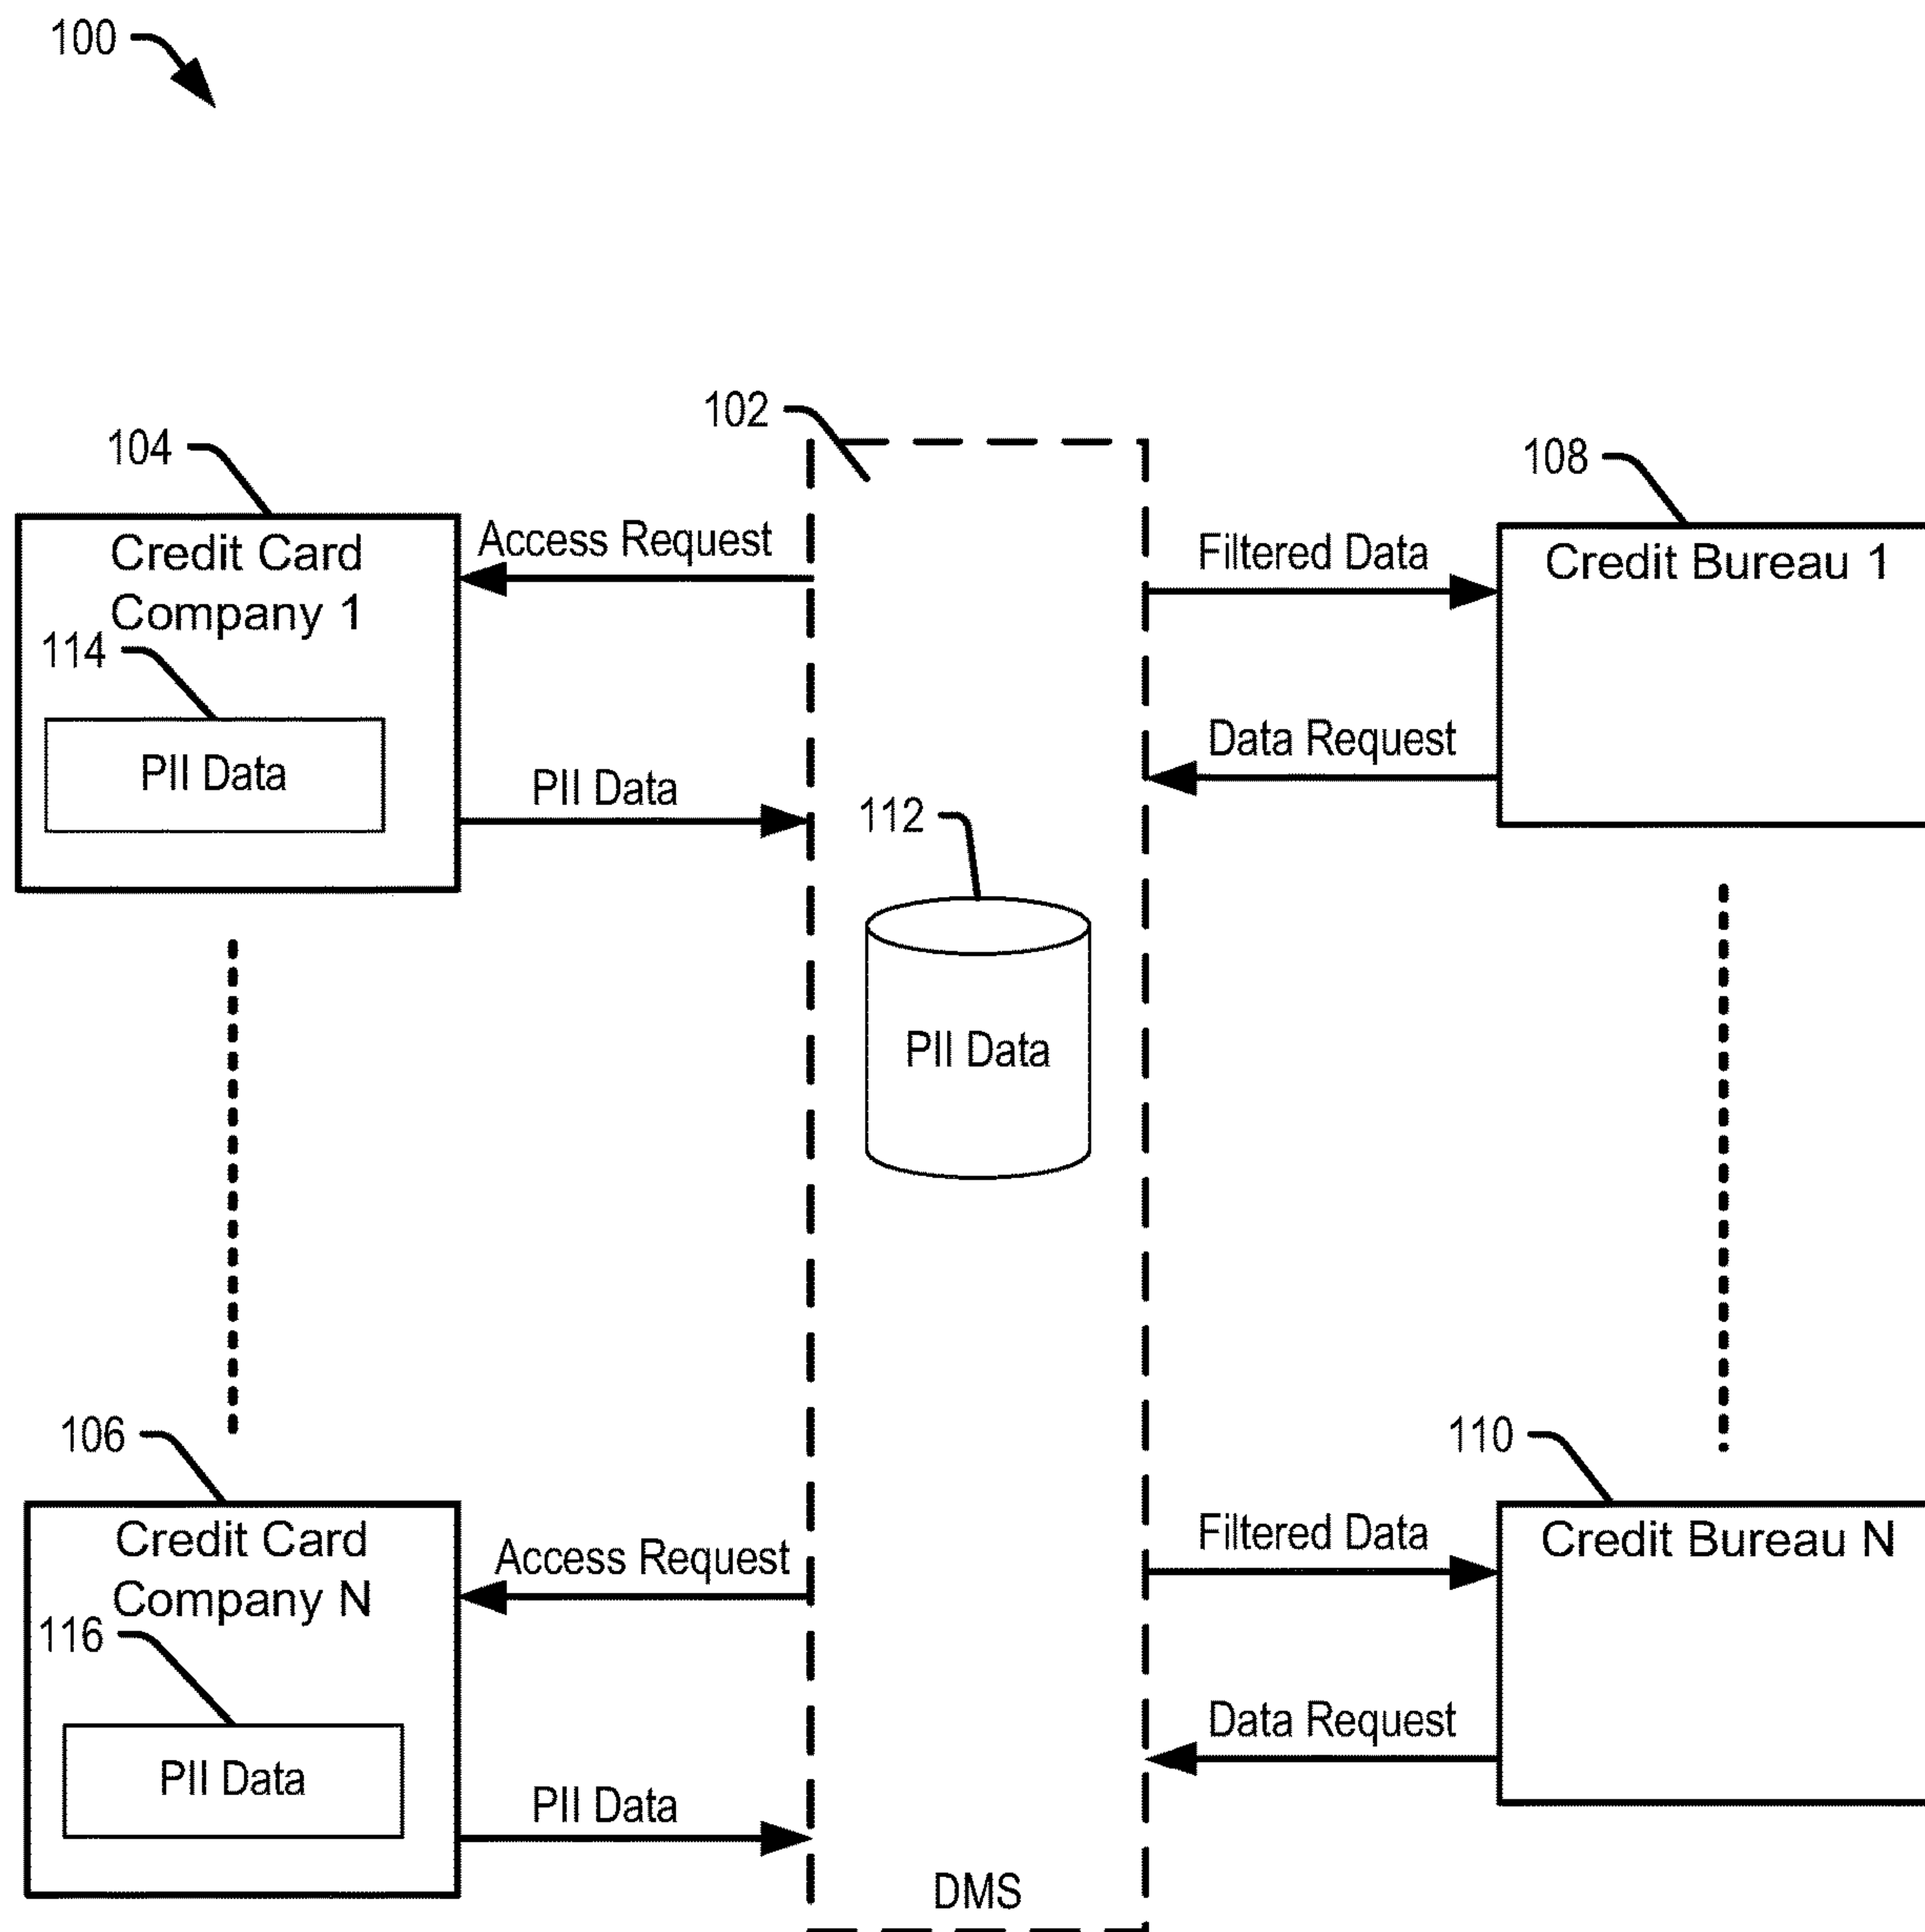 100
102
104
108
Credit Card
Company 1
Access Request
Filtered Data
Credit Bureau 1
114
PII Data
PII Data
Data Request
112
PII Data
106
110
Credit Card
Company N
Access Request
Filtered Data
Credit Bureau N
116
PII Data
PII Data
Data Request
DMS